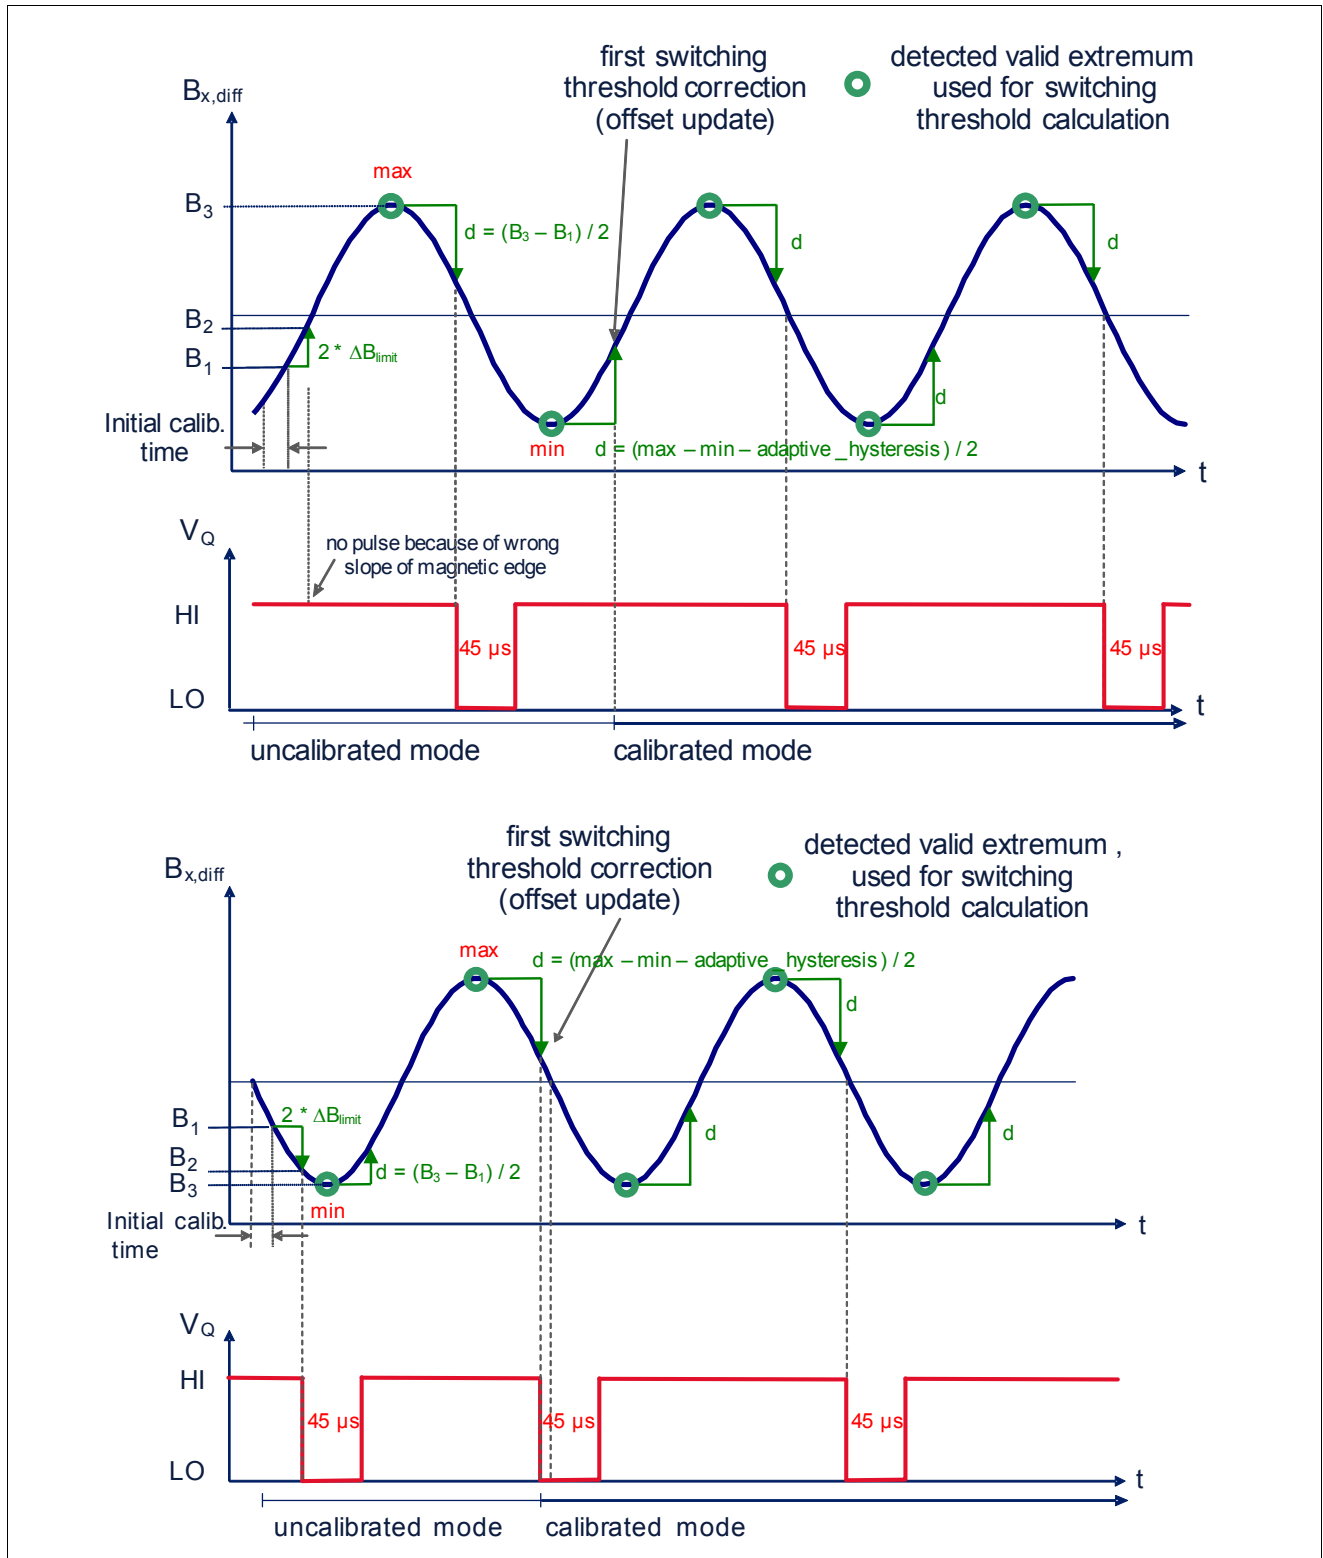 first switching
threshold correction
(offset update)
detected valid extremum
used for switching
threshold calculation
Bx,diff
max
B3
d = (B3 – B1) / 2
d
d
B2
2 * ΔBlimit
B1
d
Initial calib.
time
min
d = (max – min – adaptive_hysteresis) / 2
t
VQ
no pulse because of wrong
slope of magnetic edge
HI
45 µs
45 µs
45 µs
LO
t
uncalibrated mode
calibrated mode
first switching
threshold correction
(offset update)
detected valid extremum ,
used for switching
threshold calculation
Bx,diff
max
d = (max – min – adaptive_hysteresis) / 2
d
B1
2 * ΔBlimit
d
d
B2
d = (B3 – B1) / 2
B3
min
Initial calib.
time
t
VQ
HI
45 µs
45 µs
45 µs
LO
t
uncalibrated mode
calibrated mode